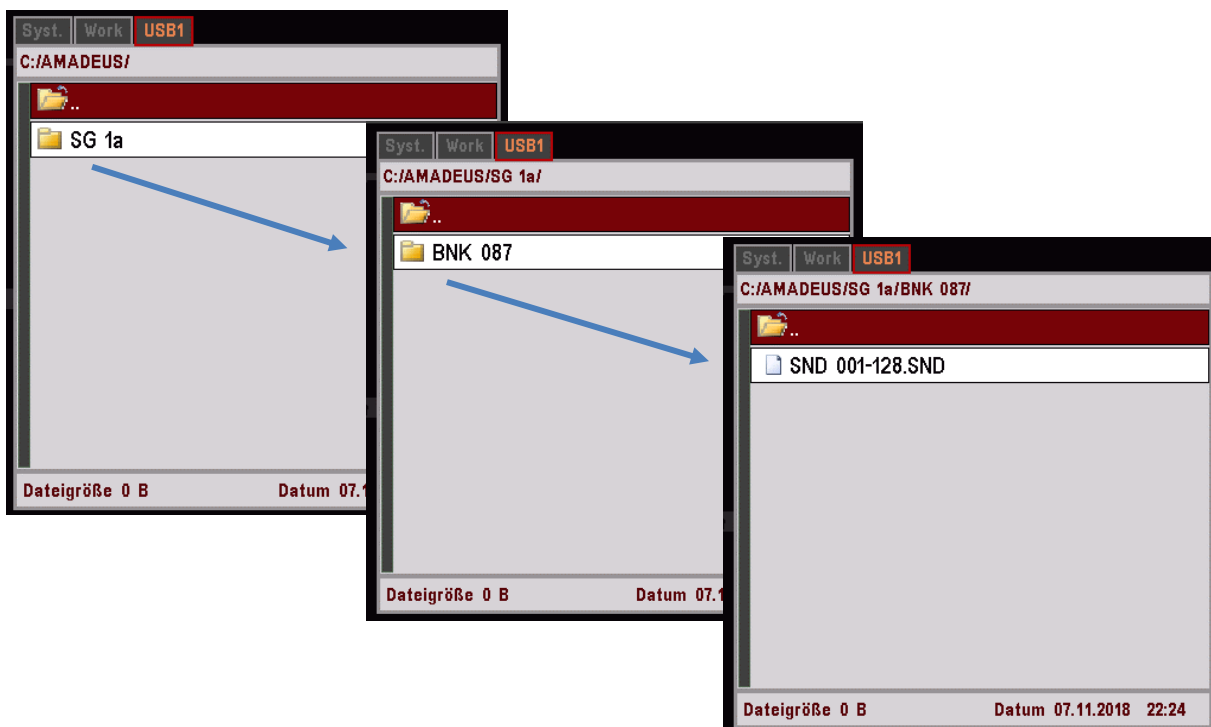 Syst. Work USB1
C:/AMADEUS/
..
SG 1a
Dateigröße 0 B Datum 07.1
Syst. Work USB1
C:/AMADEUS/SG 1a/
..
BNK 087
Dateigröße 0 B Datum 07.1
Syst. Work USB1
C:/AMADEUS/SG 1a/BNK 087/
..
SND 001-128.SND
Dateigröße 0 B Datum 07.11.2018 22:24